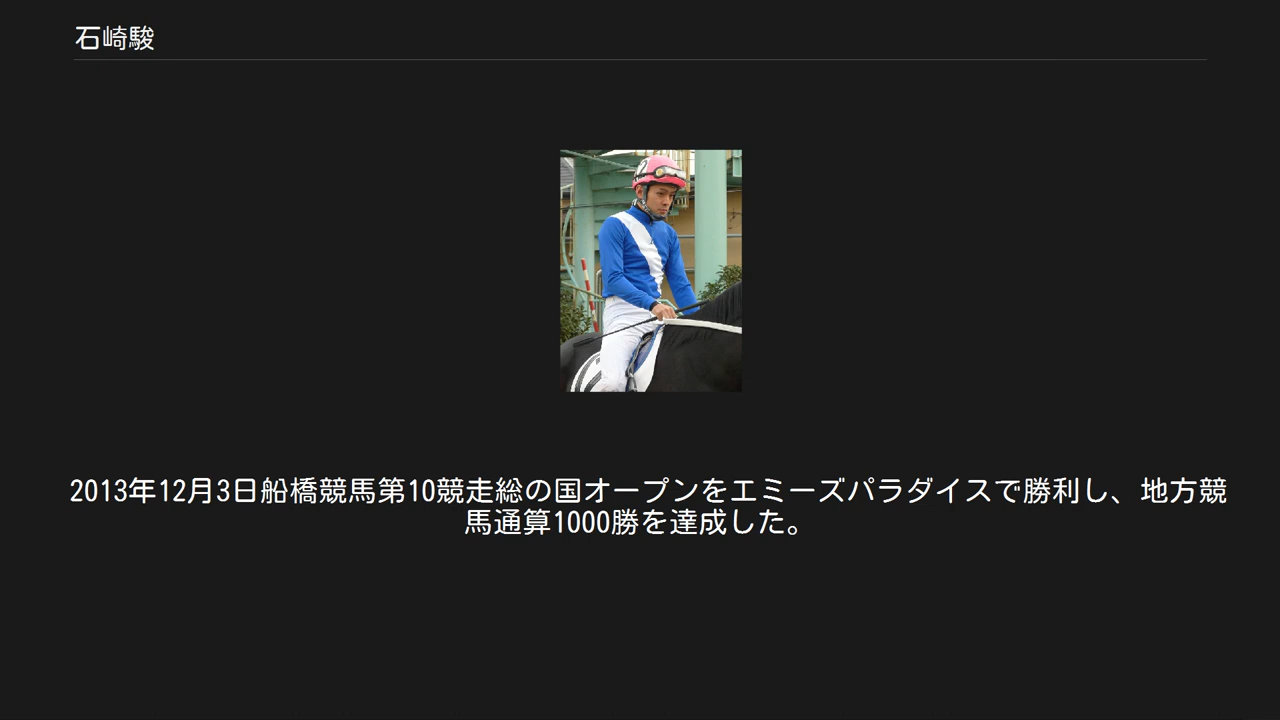 石崎駿
2013年12月3日船橋競馬第10競走総の国オープンをエミーズパラダイスで勝利し、地方競
馬通算1000勝を達成した。